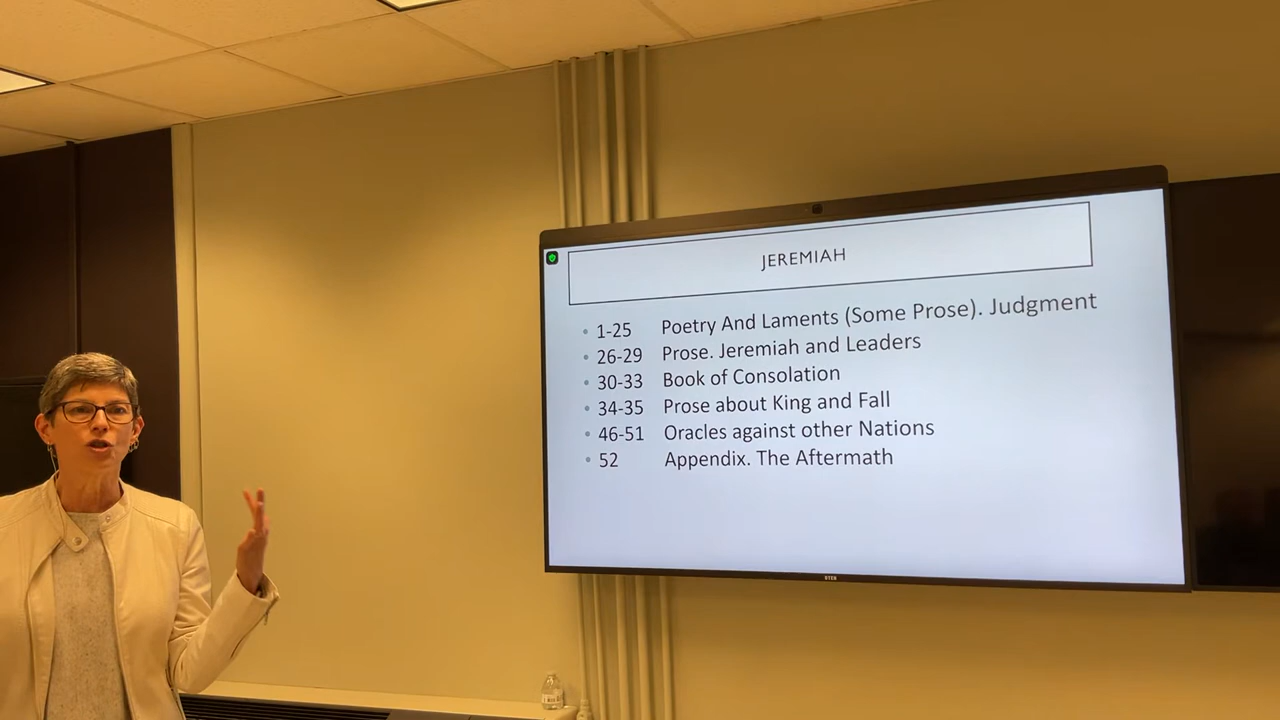 JEREMIAH
• 1-25 Poetry And Laments (Some Prose). Judgment
• 26-29 Prose. Jeremiah and Leaders
• 30-33 Book of Consolation
• 34-35 Prose about King and Fall
• 46-51 Oracles against other Nations
• 52 Appendix. The Aftermath